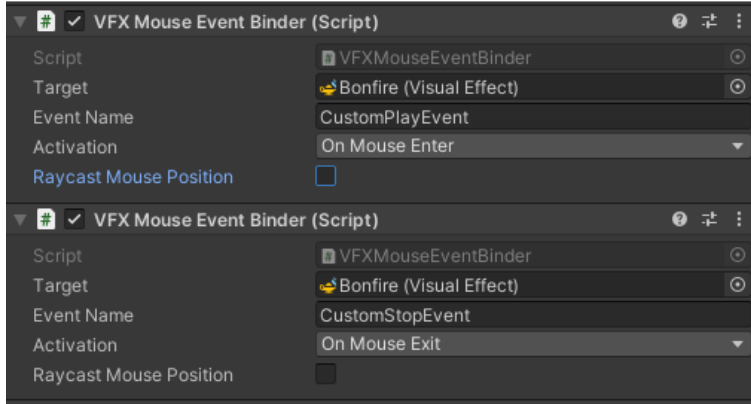 # VFX Mouse Event Binder (Script)
Script # VFXMouseEventBinder
Target Bonfire (Visual Effect)
Event Name CustomPlayEvent
Activation On Mouse Enter
Raycast Mouse Position
# VFX Mouse Event Binder (Script)
Script # VFXMouseEventBinder
Target Bonfire (Visual Effect)
Event Name CustomStopEvent
Activation On Mouse Exit
Raycast Mouse Position